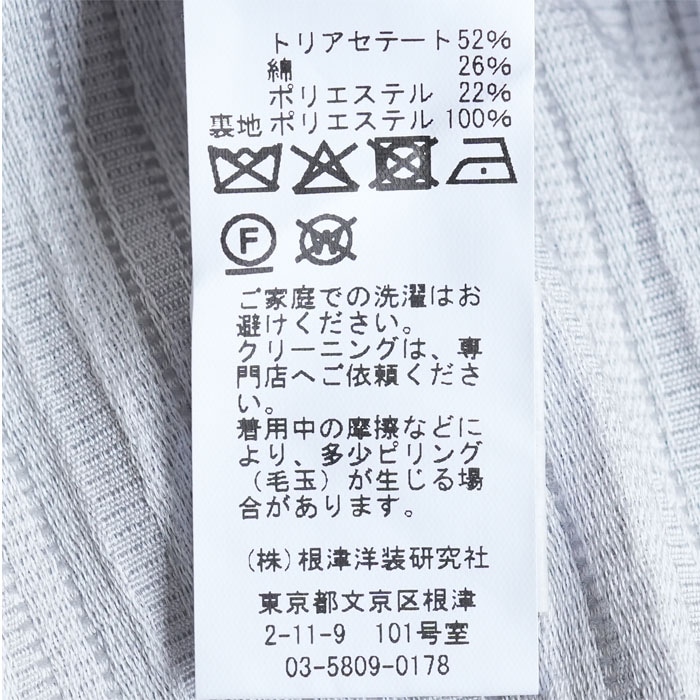 トリアセテート 52%
綿 26%
ポリエステル 22%
裏地 ポリエステル 100%
F W
ご家庭での洗濯はお
避けください。
クリーニングは、専
門店へご依頼くださ
い。
着用中の摩擦などに
より、多少ピリング
（毛玉）が生じる場
合があります。
(株)根津洋装研究社
東京都文京区根津
2-11-9 101号室
03-5809-0178